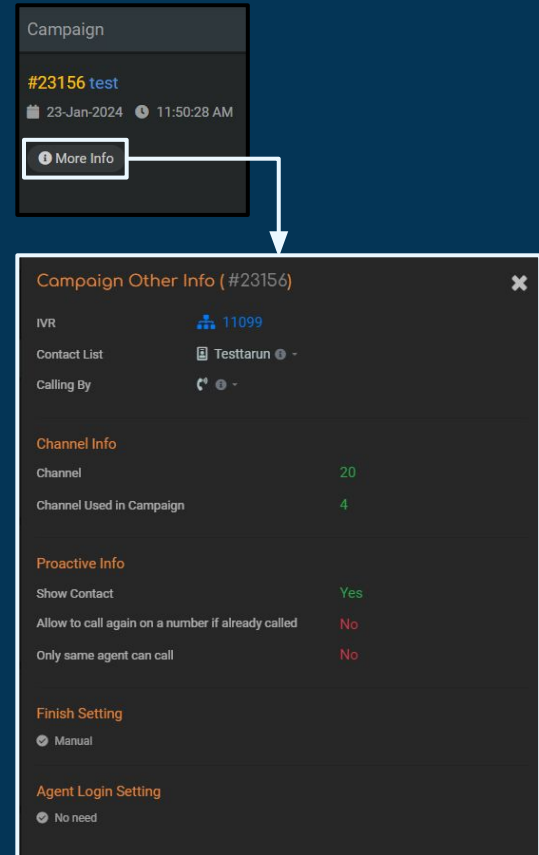 Campaign
#23156 test
23-Jan-2024 11:50:28 AM
More Info
Campaign Other Info ( #23156)
IVR 11099
Contact List Testtarun -
Calling By -
Channel Info
Channel 20
Channel Used in Campaign 4
Proactive Info
Show Contact Yes
Allow to call again on a number if already called No
Only same agent can call No
Finish Setting
Manual
Agent Login Setting
No need